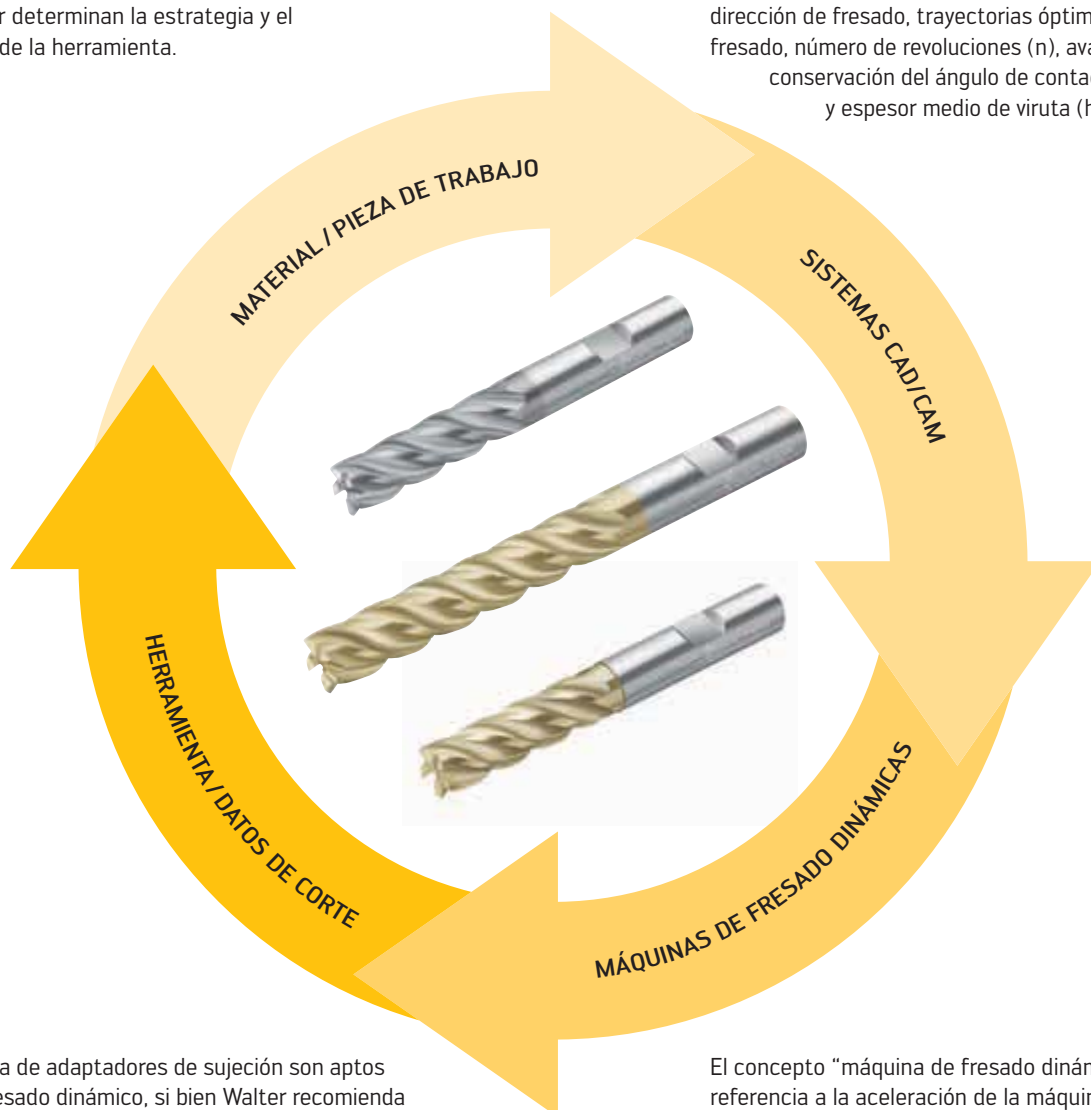 r determinan la estrategia y el
de la herramienta.
dirección de fresado, trayectorias óptim
fresado, número de revoluciones (n), ava
conservación del ángulo de conta
y espesor medio de viruta (h
MATERIAL / PIEZA DE TRABAJO
SISTEMAS CAD/CAM
HERRAMIENTA / DATOS DE CORTE
MÁQUINAS DE FRESADO DINÁMICAS
a de adaptadores de sujeción son aptos
esado dinámico, si bien Walter recomienda
El concepto “máquina de fresado dinám
referencia a la aceleración de la máquin